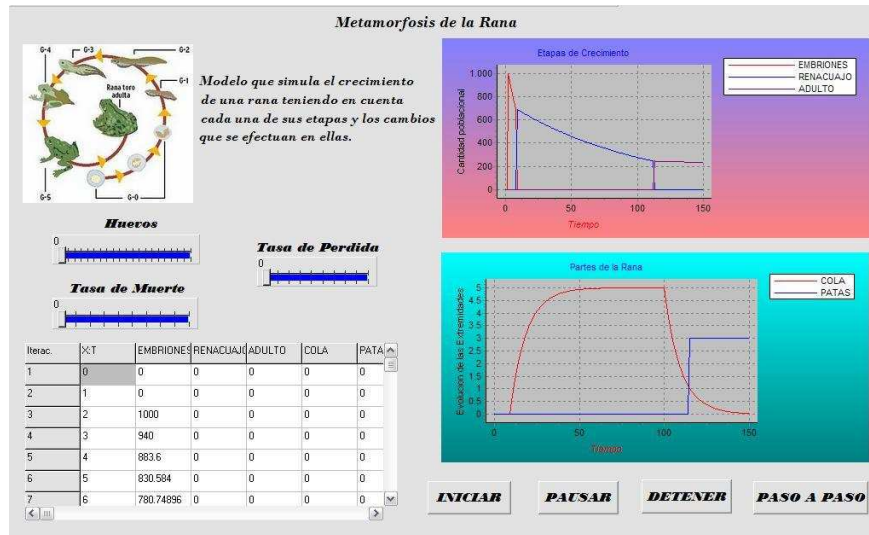 Metamorfosis de la Rana
G-4
G-3
G-2
G-1
Rana toro
adulta
G-5
G-0
Modelo que simula el crecimiento
de una rana teniendo en cuenta
cada una de sus etapas y los cambios
que se efectuan en ellas.
Huevos
0
Tasa de Perdida
0
Tasa de Muerte
0
Etapas de Crecimiento
EMBRIONES
RENACUAJO
ADULTO
Cantidad poblacional
1.000
800
600
400
200
0
0 50 100 150
Tiempo
Partes de la Rana
COLA
PATAS
Evolucion de las Extremidades
5
4.5
4
3.5
3
2.5
2
1.5
1
0.5
0
0 50 100 150
Tiempo
Iterac. X:T EMBRIONES RENACUAJO ADULTO COLA PATA
1 0 0 0 0 0 0
2 1 0 0 0 0 0
3 2 1000 0 0 0 0
4 3 940 0 0 0 0
5 4 883.6 0 0 0 0
6 5 830.584 0 0 0 0
7 6 780.74896 0 0 0 0
INICIAR PAUSAR DETENER PASO A PASO